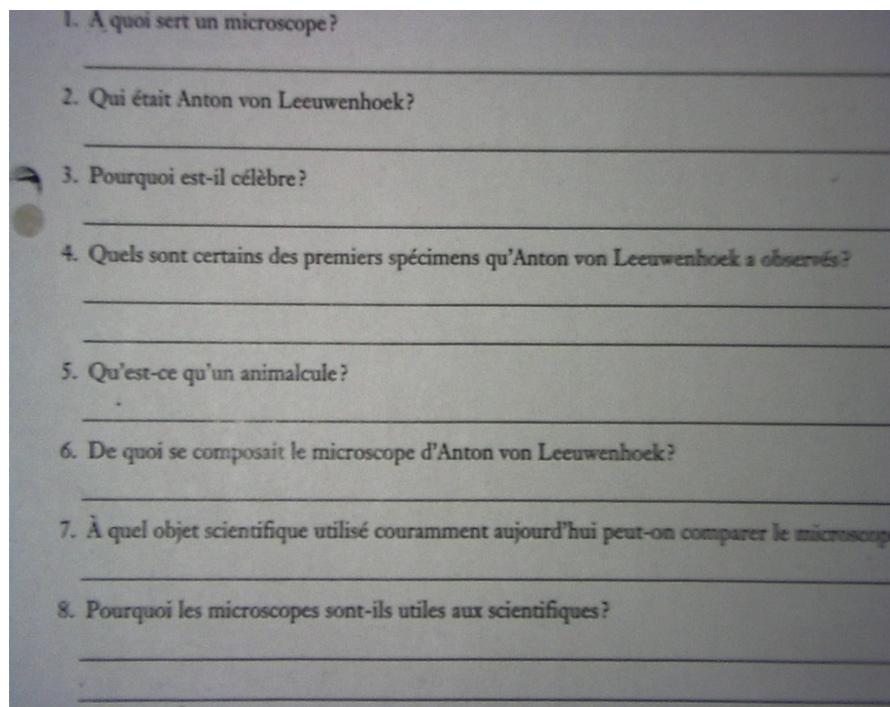 1. À quoi sert un microscope?
2. Qui était Anton von Leeuwenhoek?
3. Pourquoi est-il célèbre?
4. Quels sont certains des premiers spécimens qu'Anton von Leeuwenhoek a observés?
5. Qu'est-ce qu'un animalcule?
6. De quoi se composait le microscope d'Anton von Leeuwenhoek?
7. À quel objet scientifique utilisé couramment aujourd'hui peut-on comparer le microscop
8. Pourquoi les microscopes sont-ils utiles aux scientifiques?